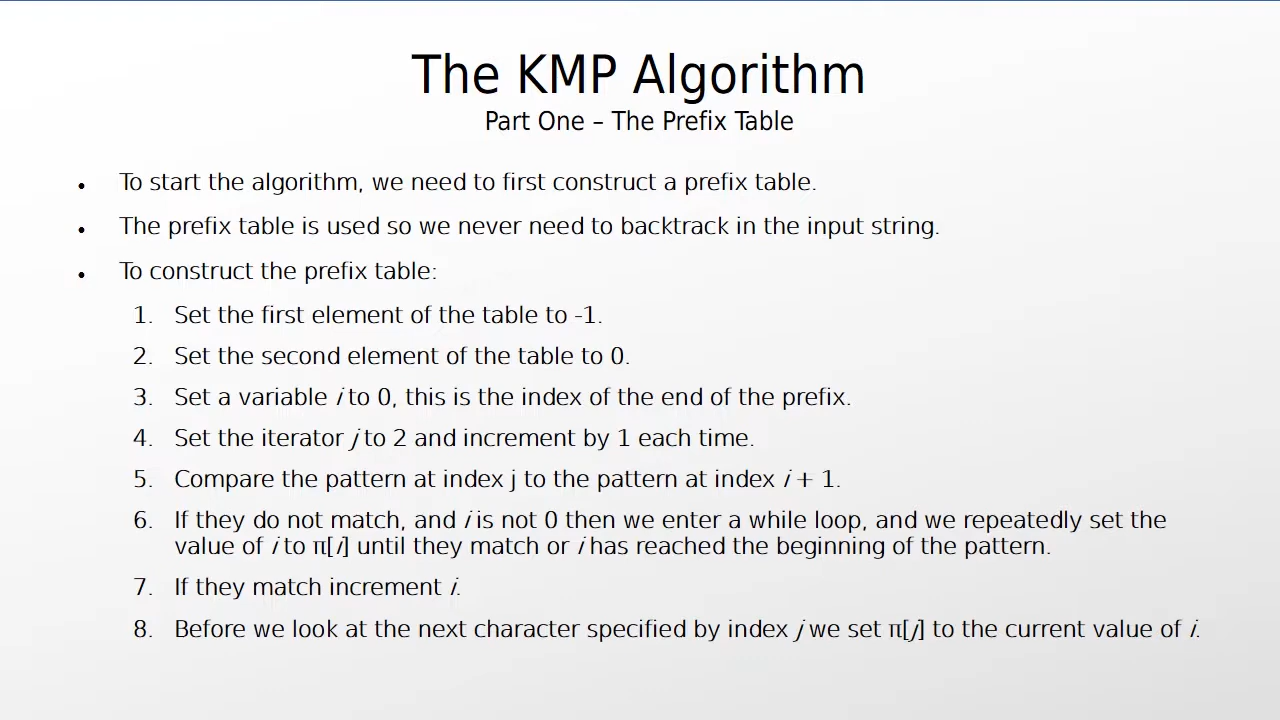 The KMP Algorithm
Part One – The Prefix Table
• To start the algorithm, we need to first construct a prefix table.
• The prefix table is used so we never need to backtrack in the input string.
• To construct the prefix table:
1. Set the first element of the table to -1.
2. Set the second element of the table to 0.
3. Set a variable i to 0, this is the index of the end of the prefix.
4. Set the iterator j to 2 and increment by 1 each time.
5. Compare the pattern at index j to the pattern at index i + 1.
6. If they do not match, and i is not 0 then we enter a while loop, and we repeatedly set the
value of i to π[i] until they match or i has reached the beginning of the pattern.
7. If they match increment i.
8. Before we look at the next character specified by index j we set π[j] to the current value of i.